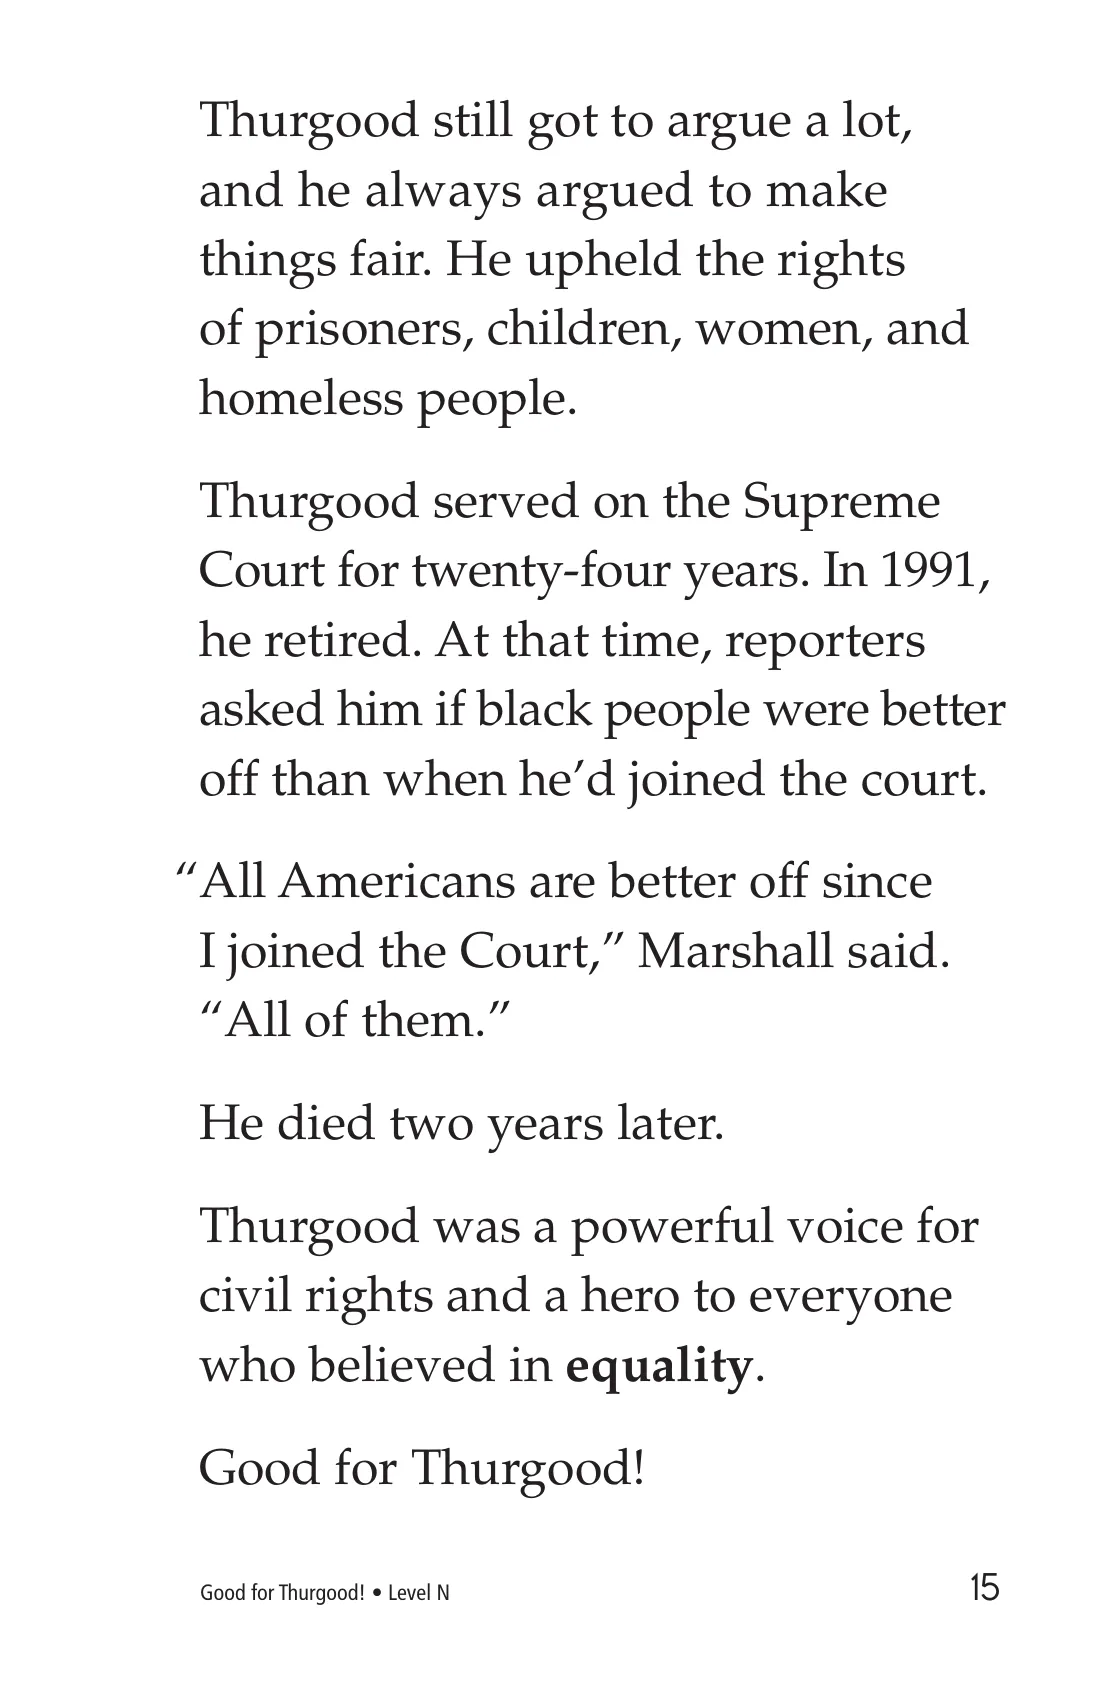 Thurgood still got to argue a lot,
and he always argued to make
things fair. He upheld the rights
of prisoners, children, women, and
homeless people.
Thurgood served on the Supreme
Court for twenty-four years. In 1991,
he retired. At that time, reporters
asked him if black people were better
off than when he’d joined the court.
“All Americans are better off since
I joined the Court,” Marshall said.
“All of them.”
He died two years later.
Thurgood was a powerful voice for
civil rights and a hero to everyone
who believed in equality.
Good for Thurgood!
Good for Thurgood! • Level N 15